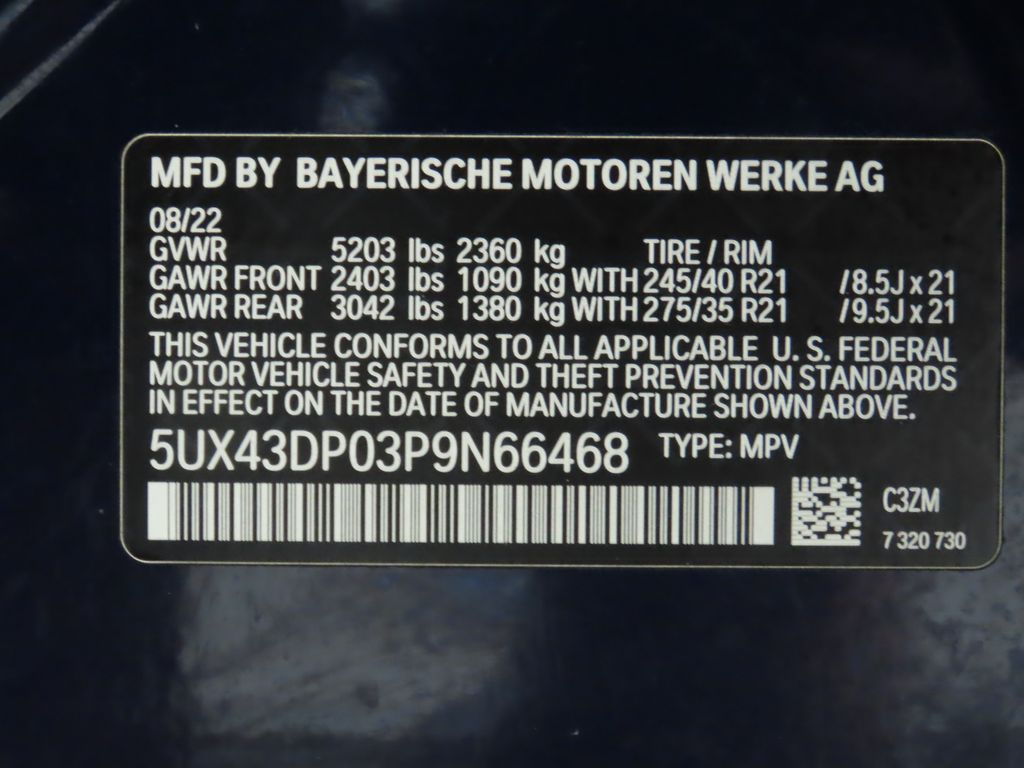 MFD BY BAYERISCHE MOTOREN WERKE AG
08/22
GVWR 5203 lbs 2360 kg TIRE / RIM
GAWR FRONT 2403 lbs 1090 kg WITH 245/40 R21 /8.5J x 21
GAWR REAR 3042 lbs 1380 kg WITH 275/35 R21 /9.5J x 21
THIS VEHICLE CONFORMS TO ALL APPLICABLE U. S. FEDERAL
MOTOR VEHICLE SAFETY AND THEFT PREVENTION STANDARDS
IN EFFECT ON THE DATE OF MANUFACTURE SHOWN ABOVE.
5UX43DP03P9N66468 TYPE: MPV
C3ZM
7 320 730